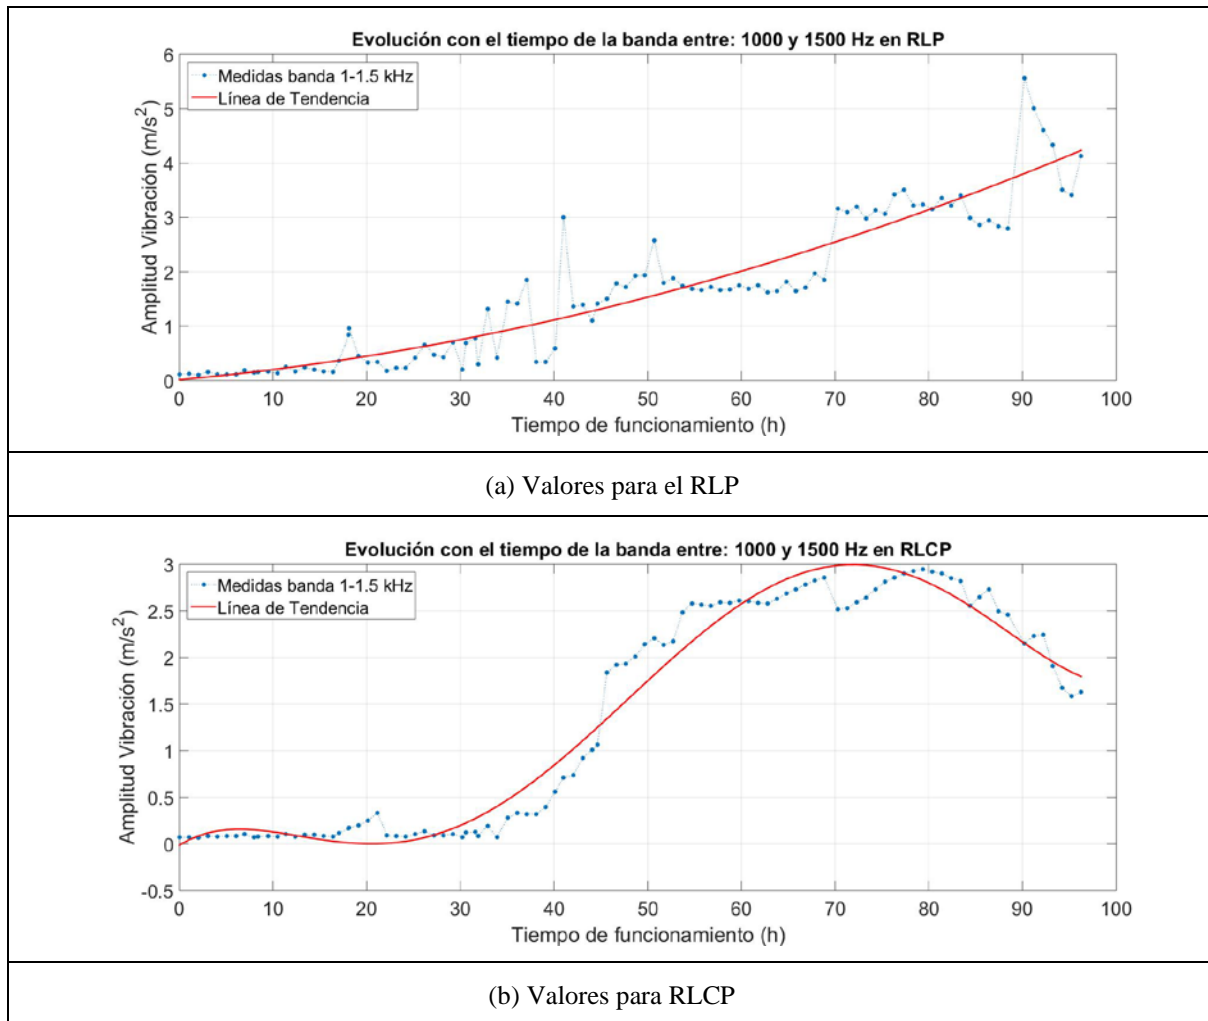 Evolución con el tiempo de la banda entre: 1000 y 1500 Hz en RLP
6
5
4
3
2
1
0
Amplitud Vibración (m/s²)
Medidas banda 1-1.5 kHz
Línea de Tendencia
0 10 20 30 40 50 60 70 80 90 100
Tiempo de funcionamiento (h)
(a) Valores para el RLP
Evolución con el tiempo de la banda entre: 1000 y 1500 Hz en RLCP
3
2.5
2
1.5
1
0.5
0
-0.5
Amplitud Vibración (m/s²)
Medidas banda 1-1.5 kHz
Línea de Tendencia
0 10 20 30 40 50 60 70 80 90 100
Tiempo de funcionamiento (h)
(b) Valores para RLCP